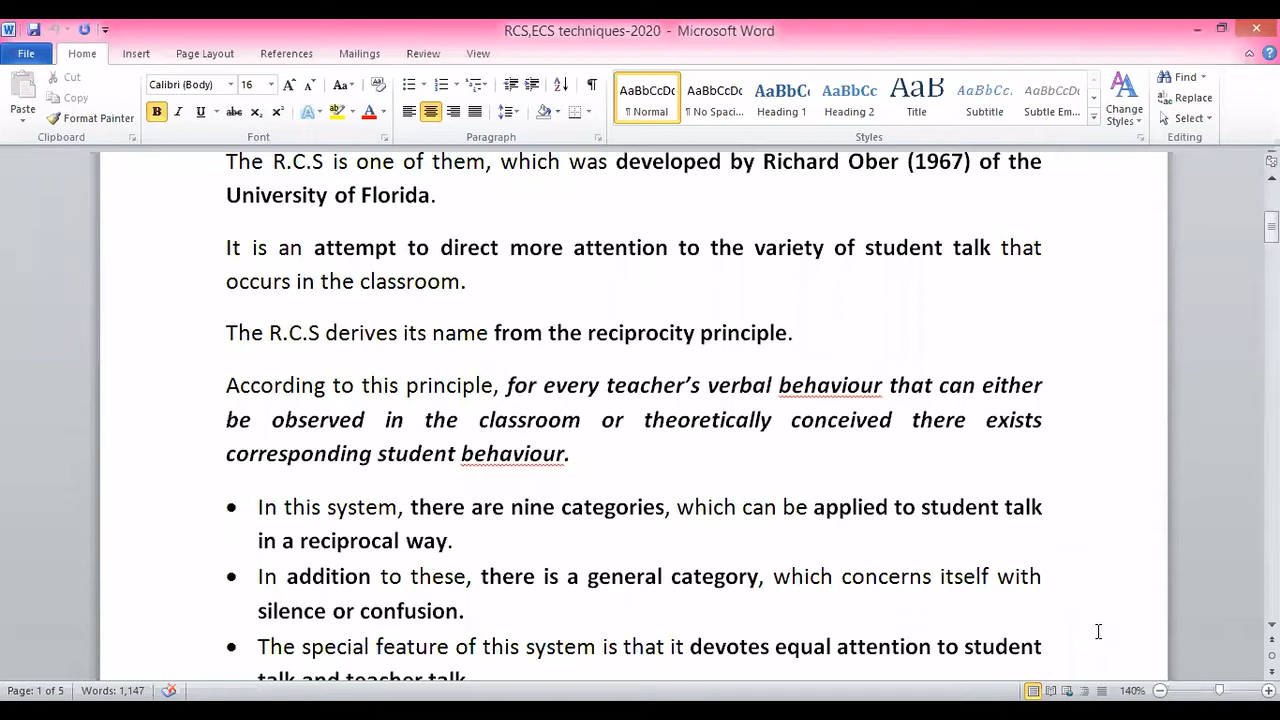 RCS,ECS techniques-2020 - Microsoft Word
File Home Insert Page Layout References Mailings Review View
Paste
Cut
Copy
Format Painter
Clipboard
Calibri (Body) 16
Font
Paragraph
AaBbCcDc AaBbCcDc AaBbC AaBbCc AaB AaBbCc. AaBbCcDc
¶ Normal ¶ No Spaci... Heading 1 Heading 2 Title Subtitle Subtle Em...
Styles
Change
Styles
Find
Replace
Select
Editing
The R.C.S is one of them, which was developed by Richard Ober (1967) of the
University of Florida.
It is an attempt to direct more attention to the variety of student talk that
occurs in the classroom.
The R.C.S derives its name from the reciprocity principle.
According to this principle, for every teacher’s verbal behaviour that can either
be observed in the classroom or theoretically conceived there exists
corresponding student behaviour.
• In this system, there are nine categories, which can be applied to student talk
in a reciprocal way.
• In addition to these, there is a general category, which concerns itself with
silence or confusion.
• The special feature of this system is that it devotes equal attention to student
talk and teacher talk
Page: 1 of 5 Words: 1,147 140%